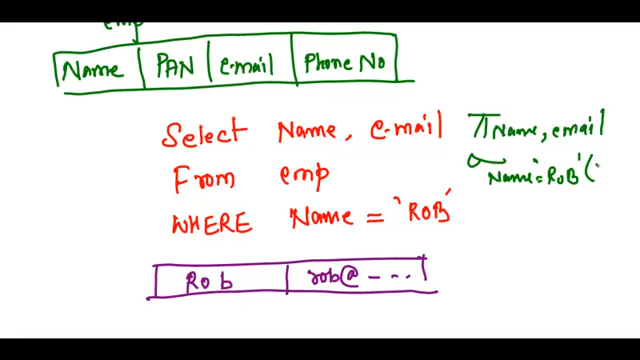 emp
Name PAN e-mail Phone No
Select Name, e-mail π Name, email
From emp σ Name='ROB' (
WHERE Name = 'ROB'
Rob rob@ - ...